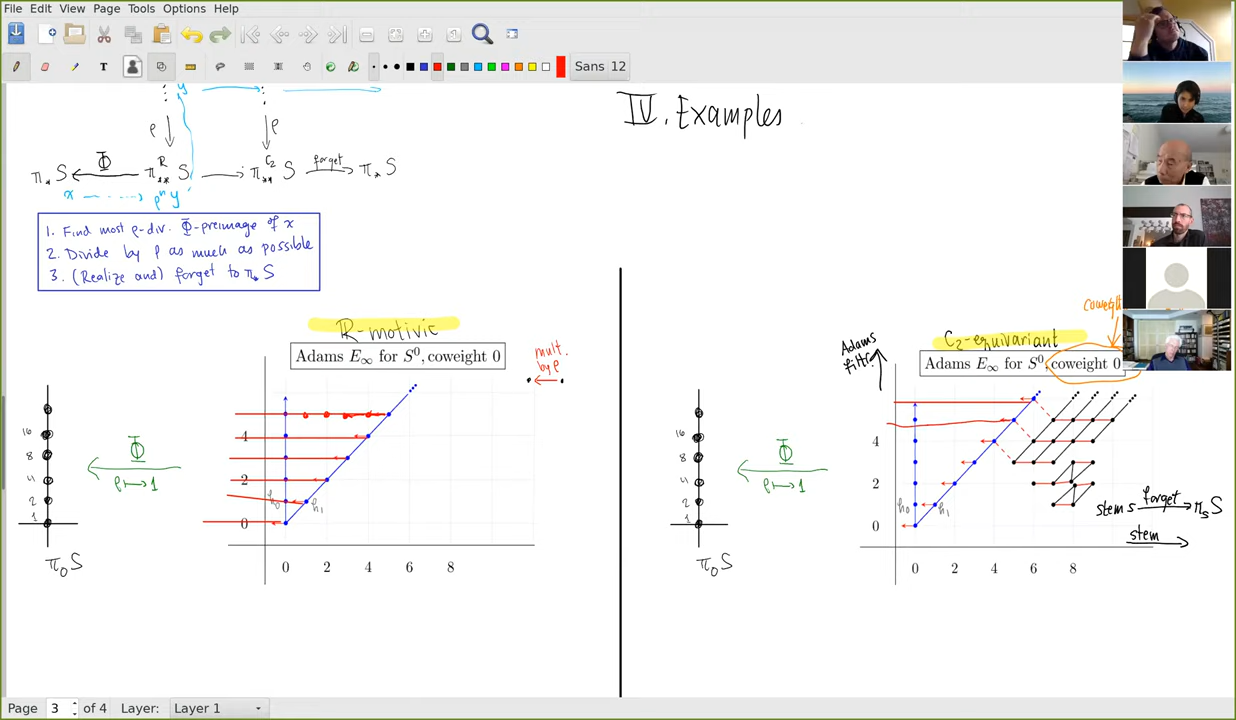 File Edit View Page Tools Options Help
Sans 12
IV. Examples
y
ρ
ρ
π⋆S Φ π**^R S π**^C2 S forget π⋆S
x ρⁿy
1. Find most ρ-div. Φ-preimage of x
2. Divide by ρ as much as possible
3. (Realize and) forget to π⋆S
R-motivic
Adams E∞ for S⁰, coweight 0
mult.
by ρ
16
8
4
2
1
π₀S
Φ
ρ↦1
4
2
0
h₀
h₁
0 2 4 6 8
coweigh
Adams
filtr.
C₂-equivariant
Adams E∞ for S⁰, coweight 0
16
8
4
2
1
π₀S
Φ
ρ↦1
4
2
0
h₀
h₁
stem s forget πₛS
stem
0 2 4 6 8
Page 3 of 4 Layer: Layer 1